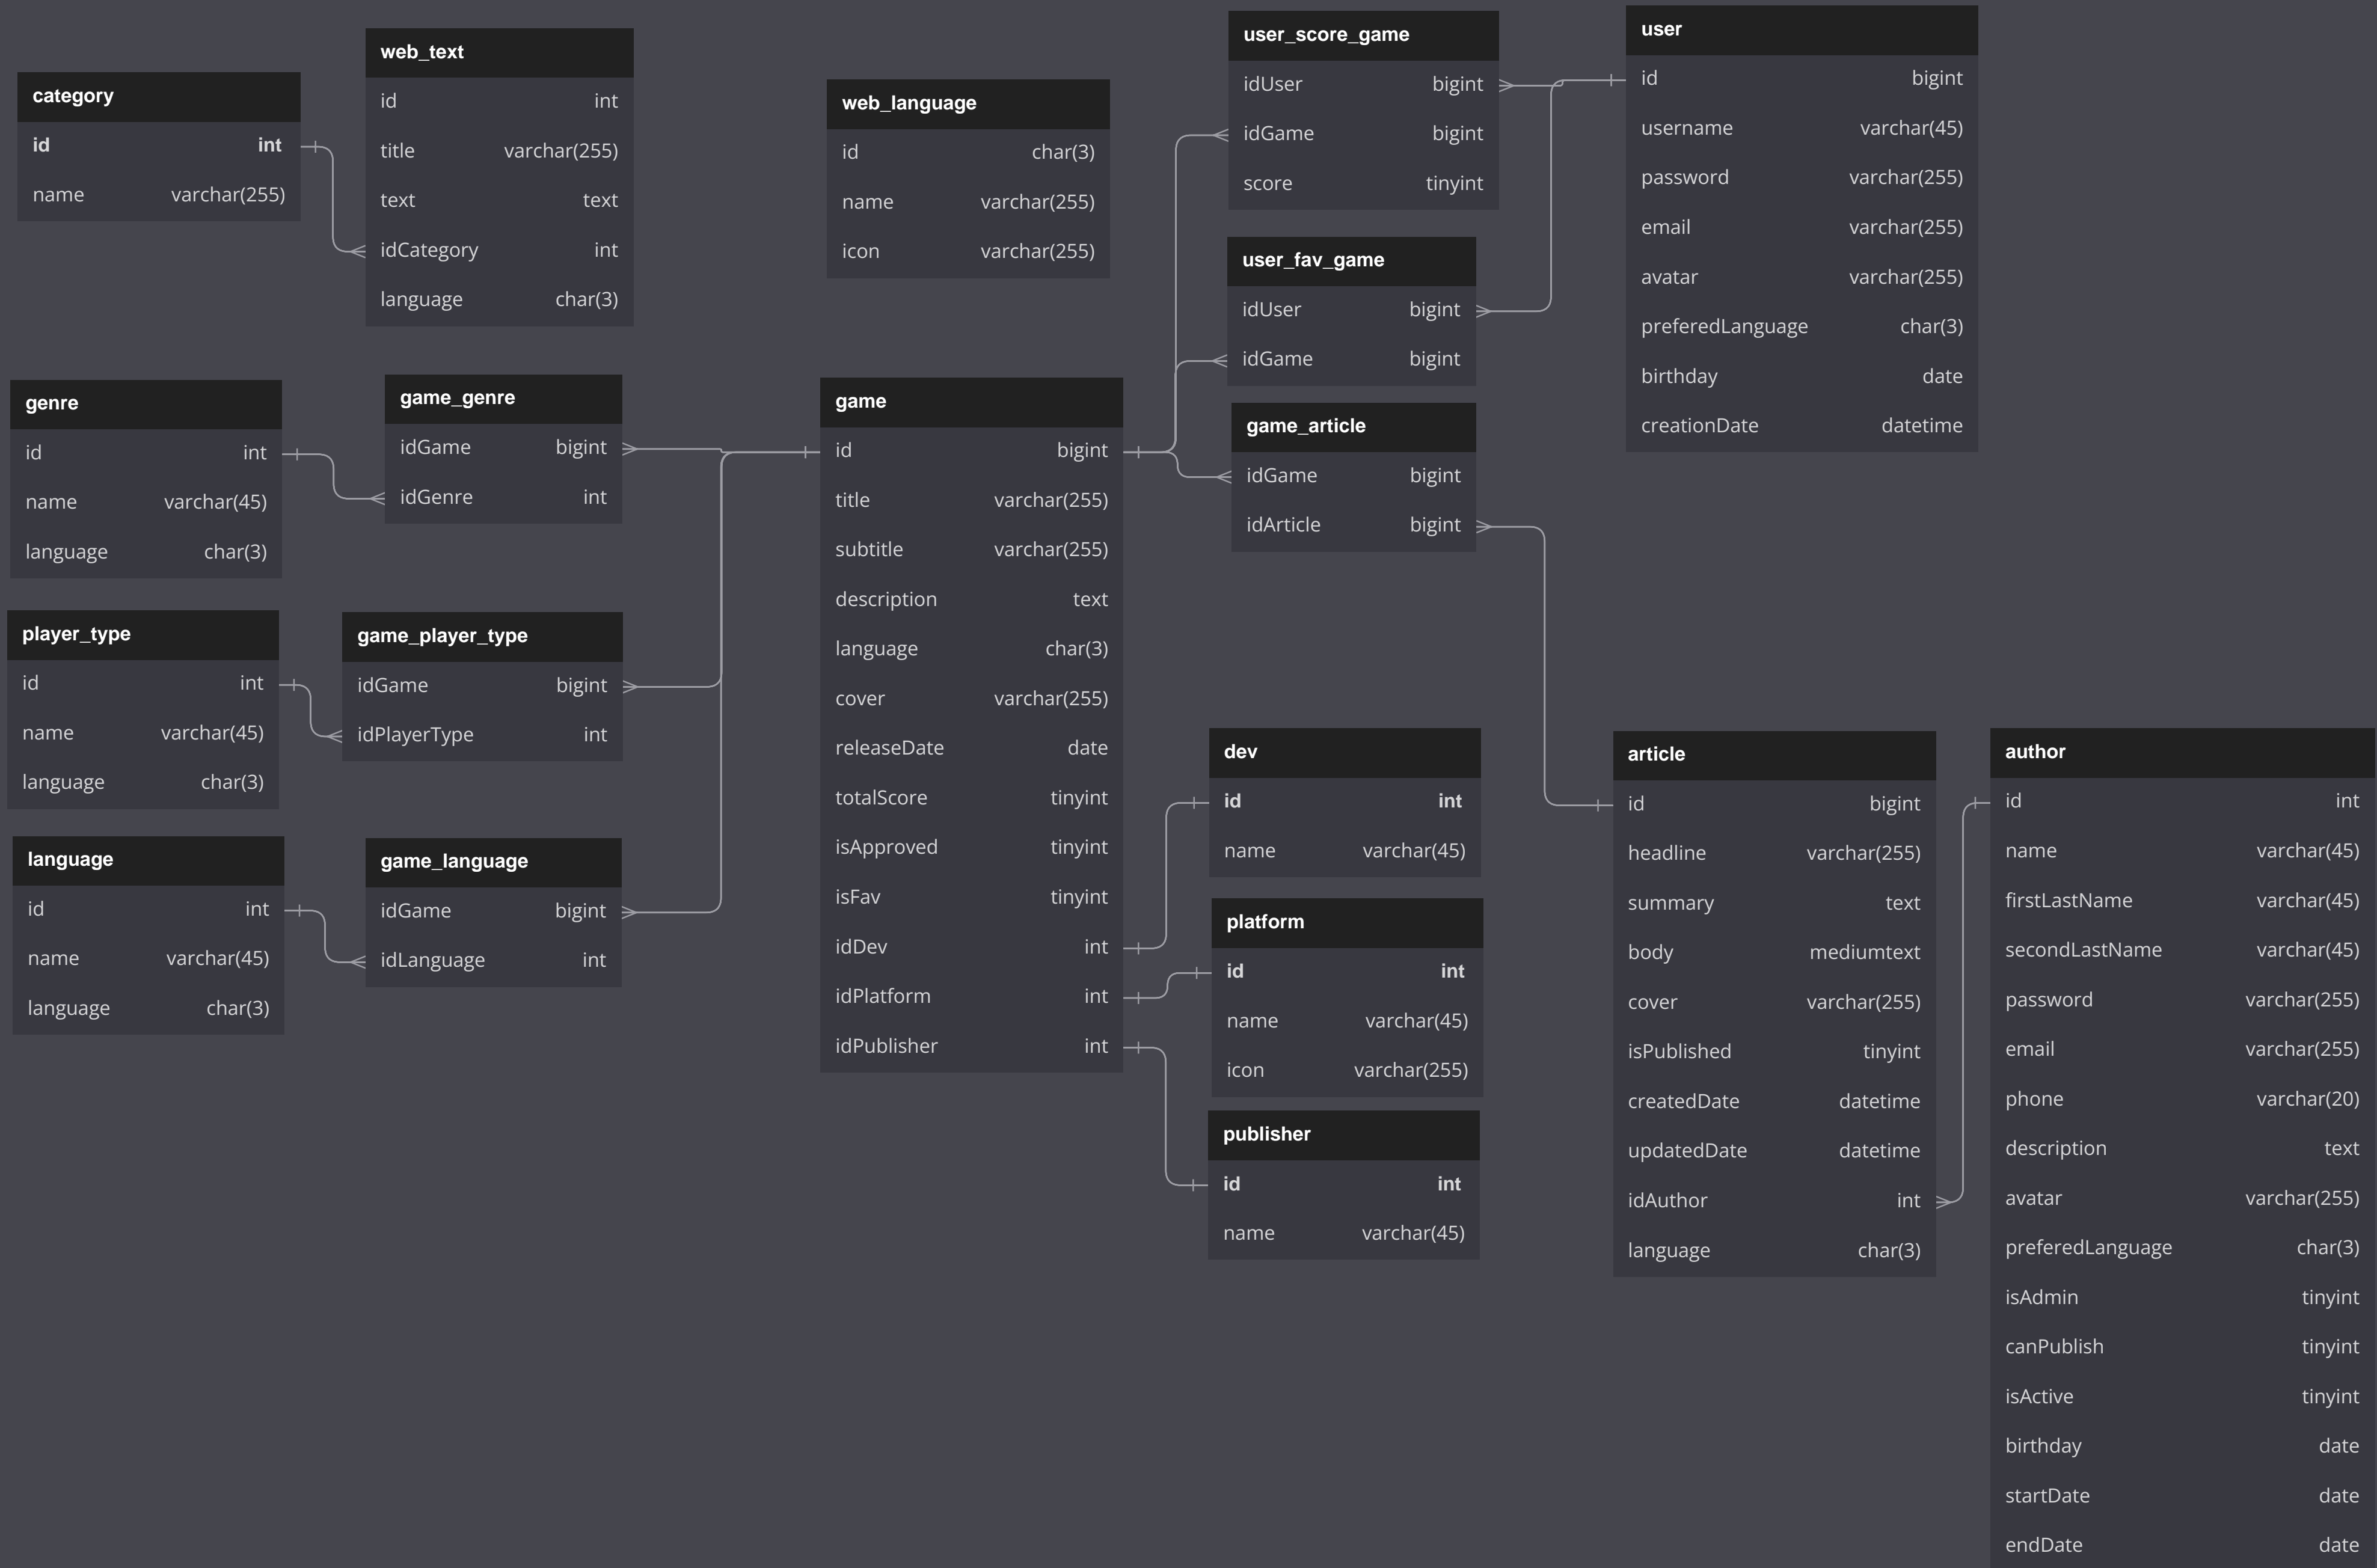 category
id int
name varchar(255)
web_text
id int
title varchar(255)
text text
idCategory int
language char(3)
web_language
id char(3)
name varchar(255)
icon varchar(255)
user_score_game
idUser bigint
idGame bigint
score tinyint
user_fav_game
idUser bigint
idGame bigint
game_article
idGame bigint
idArticle bigint
user
id bigint
username varchar(45)
password varchar(255)
email varchar(255)
avatar varchar(255)
preferedLanguage char(3)
birthday date
creationDate datetime
genre
id int
name varchar(45)
language char(3)
game_genre
idGame bigint
idGenre int
player_type
id int
name varchar(45)
language char(3)
game_player_type
idGame bigint
idPlayerType int
language
id int
name varchar(45)
language char(3)
game_language
idGame bigint
idLanguage int
game
id bigint
title varchar(255)
subtitle varchar(255)
description text
language char(3)
cover varchar(255)
releaseDate date
totalScore tinyint
isApproved tinyint
isFav tinyint
idDev int
idPlatform int
idPublisher int
dev
id int
name varchar(45)
platform
id int
name varchar(45)
icon varchar(255)
publisher
id int
name varchar(45)
article
id bigint
headline varchar(255)
summary text
body mediumtext
cover varchar(255)
isPublished tinyint
createdDate datetime
updatedDate datetime
idAuthor int
language char(3)
author
id int
name varchar(45)
firstLastName varchar(45)
secondLastName varchar(45)
password varchar(255)
email varchar(255)
phone varchar(20)
description text
avatar varchar(255)
preferedLanguage char(3)
isAdmin tinyint
canPublish tinyint
isActive tinyint
birthday date
startDate date
endDate date